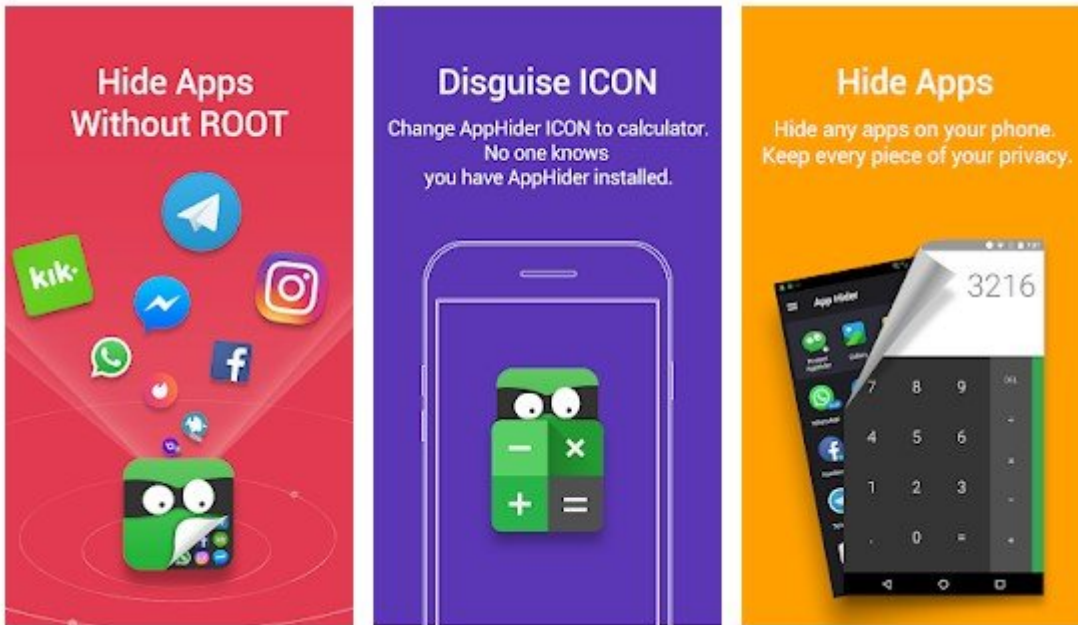 Hide Apps
Without ROOT
kik
Disguise ICON
Change AppHider ICON to calculator.
No one knows
you have AppHider installed.
− ×
+ =
Hide Apps
Hide any apps on your phone.
Keep every piece of your privacy.
App Hider
3216
7 8 9
4 5 6
1 2 3
. 0 =